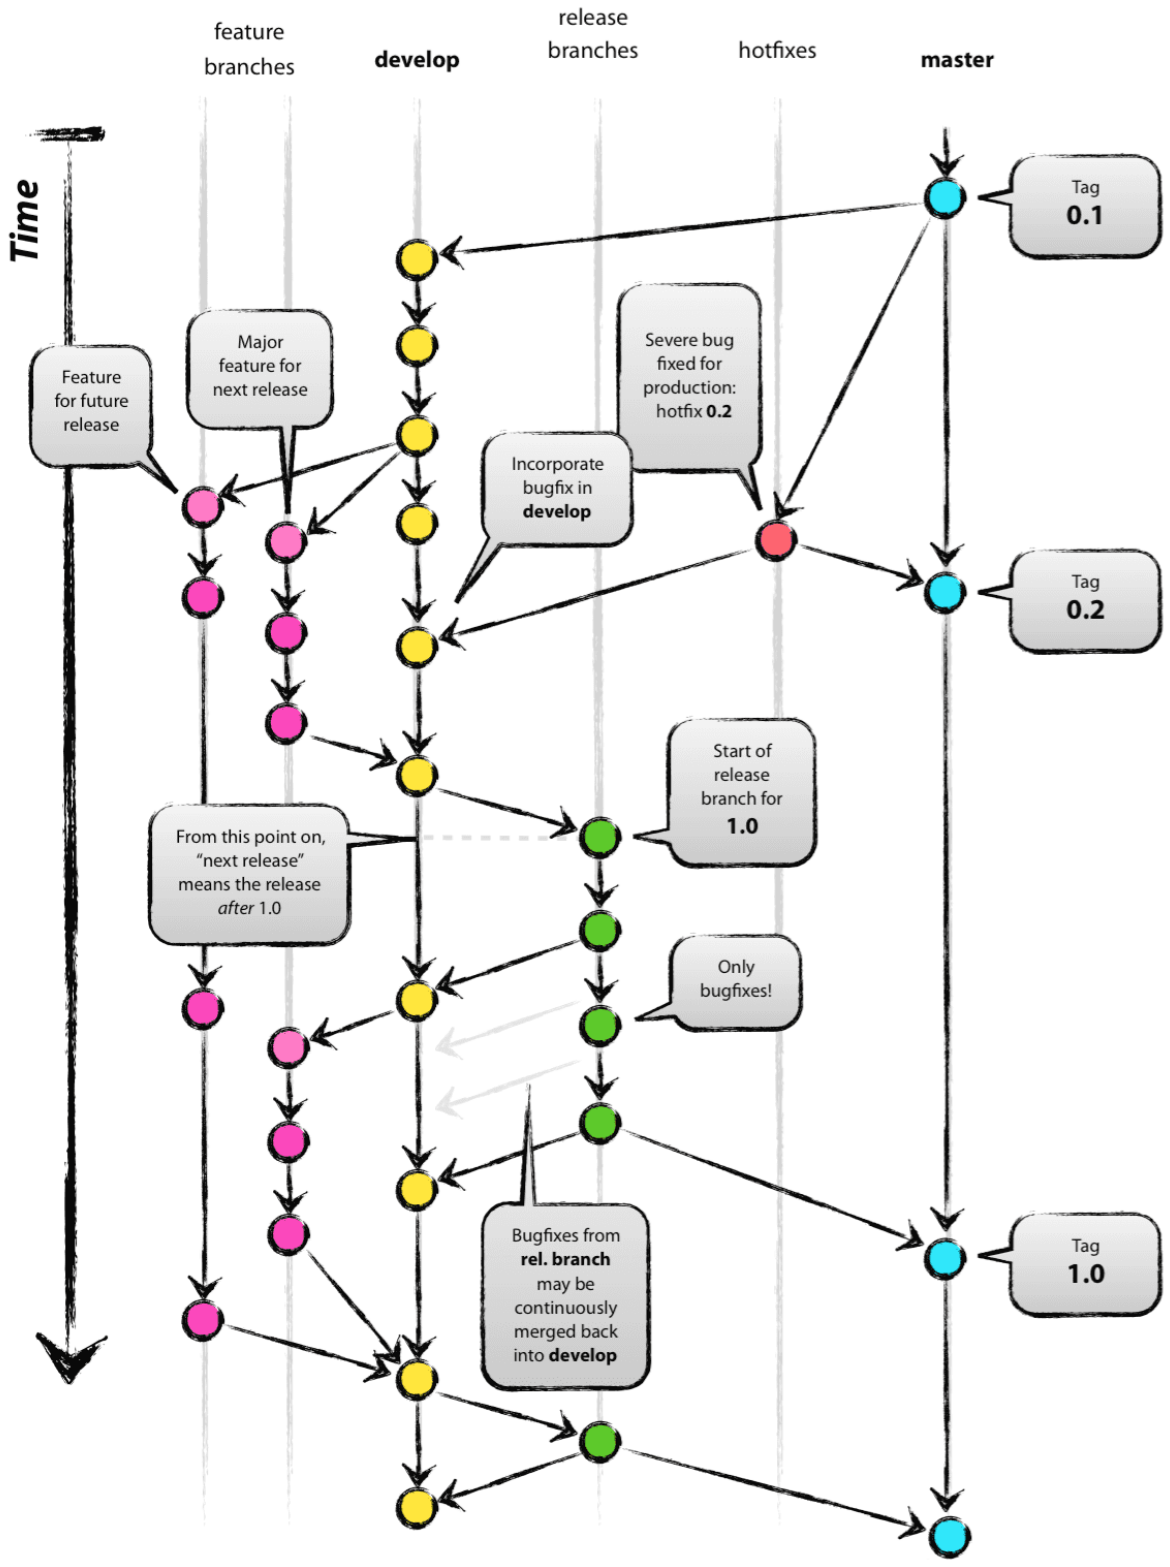 feature
branches
develop
release
branches
hotfixes
master
Time
Tag
0.1
Severe bug
fixed for
production:
hotfix 0.2
Major
feature for
next release
Feature
for future
release
Incorporate
bugfix in
develop
Tag
0.2
Start of
release
branch for
1.0
From this point on,
“next release”
means the release
after 1.0
Only
bugfixes!
Bugfixes from
rel. branch
may be
continuously
merged back
into develop
Tag
1.0